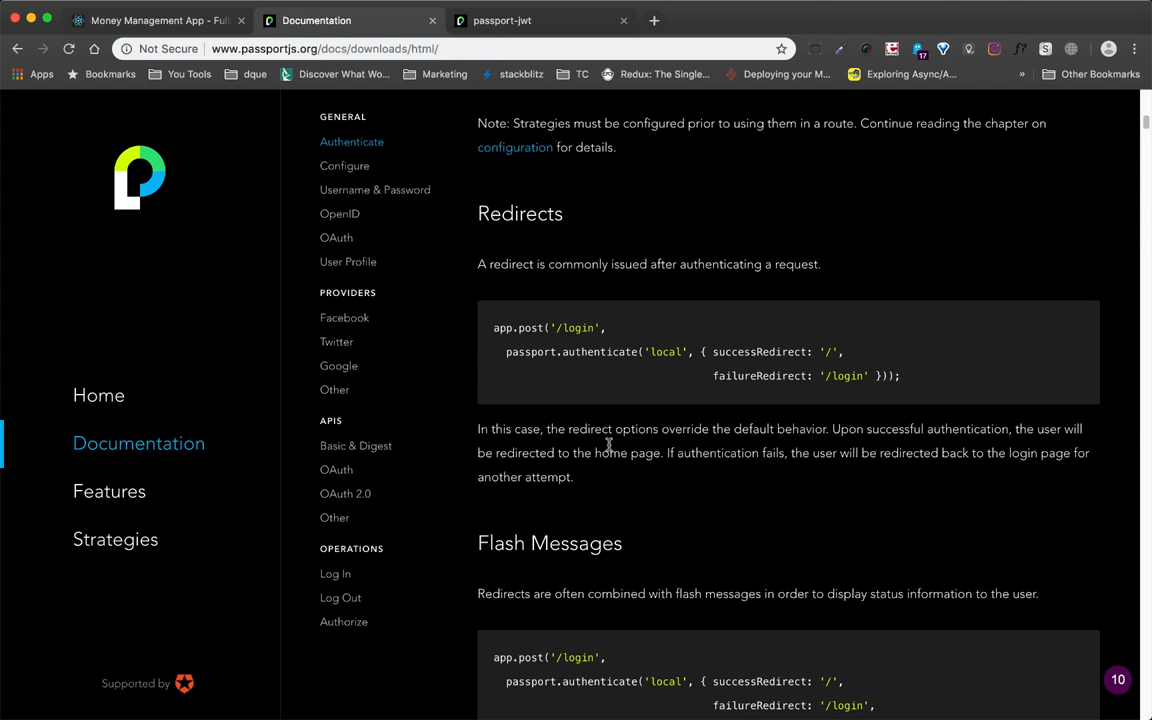 Money Management App - Full
Documentation
passport-jwt
Not Secure
www.passportjs.org/docs/downloads/html/
Apps
Bookmarks
You Tools
dque
Discover What Wo...
Marketing
stackblitz
TC
Redux: The Single...
Deploying your M...
Exploring Async/A...
»
Other Bookmarks
17
Home
Documentation
Features
Strategies
Supported by
GENERAL
Authenticate
Configure
Username & Password
OpenID
OAuth
User Profile
PROVIDERS
Facebook
Twitter
Google
Other
APIS
Basic & Digest
OAuth
OAuth 2.0
Other
OPERATIONS
Log In
Log Out
Authorize
Note: Strategies must be configured prior to using them in a route. Continue reading the chapter on
configuration for details.
Redirects
A redirect is commonly issued after authenticating a request.
app.post('/login',
passport.authenticate('local', { successRedirect: '/',
failureRedirect: '/login' }));
In this case, the redirect options override the default behavior. Upon successful authentication, the user will
be redirected to the home page. If authentication fails, the user will be redirected back to the login page for
another attempt.
Flash Messages
Redirects are often combined with flash messages in order to display status information to the user.
app.post('/login',
passport.authenticate('local', { successRedirect: '/',
failureRedirect: '/login',
10